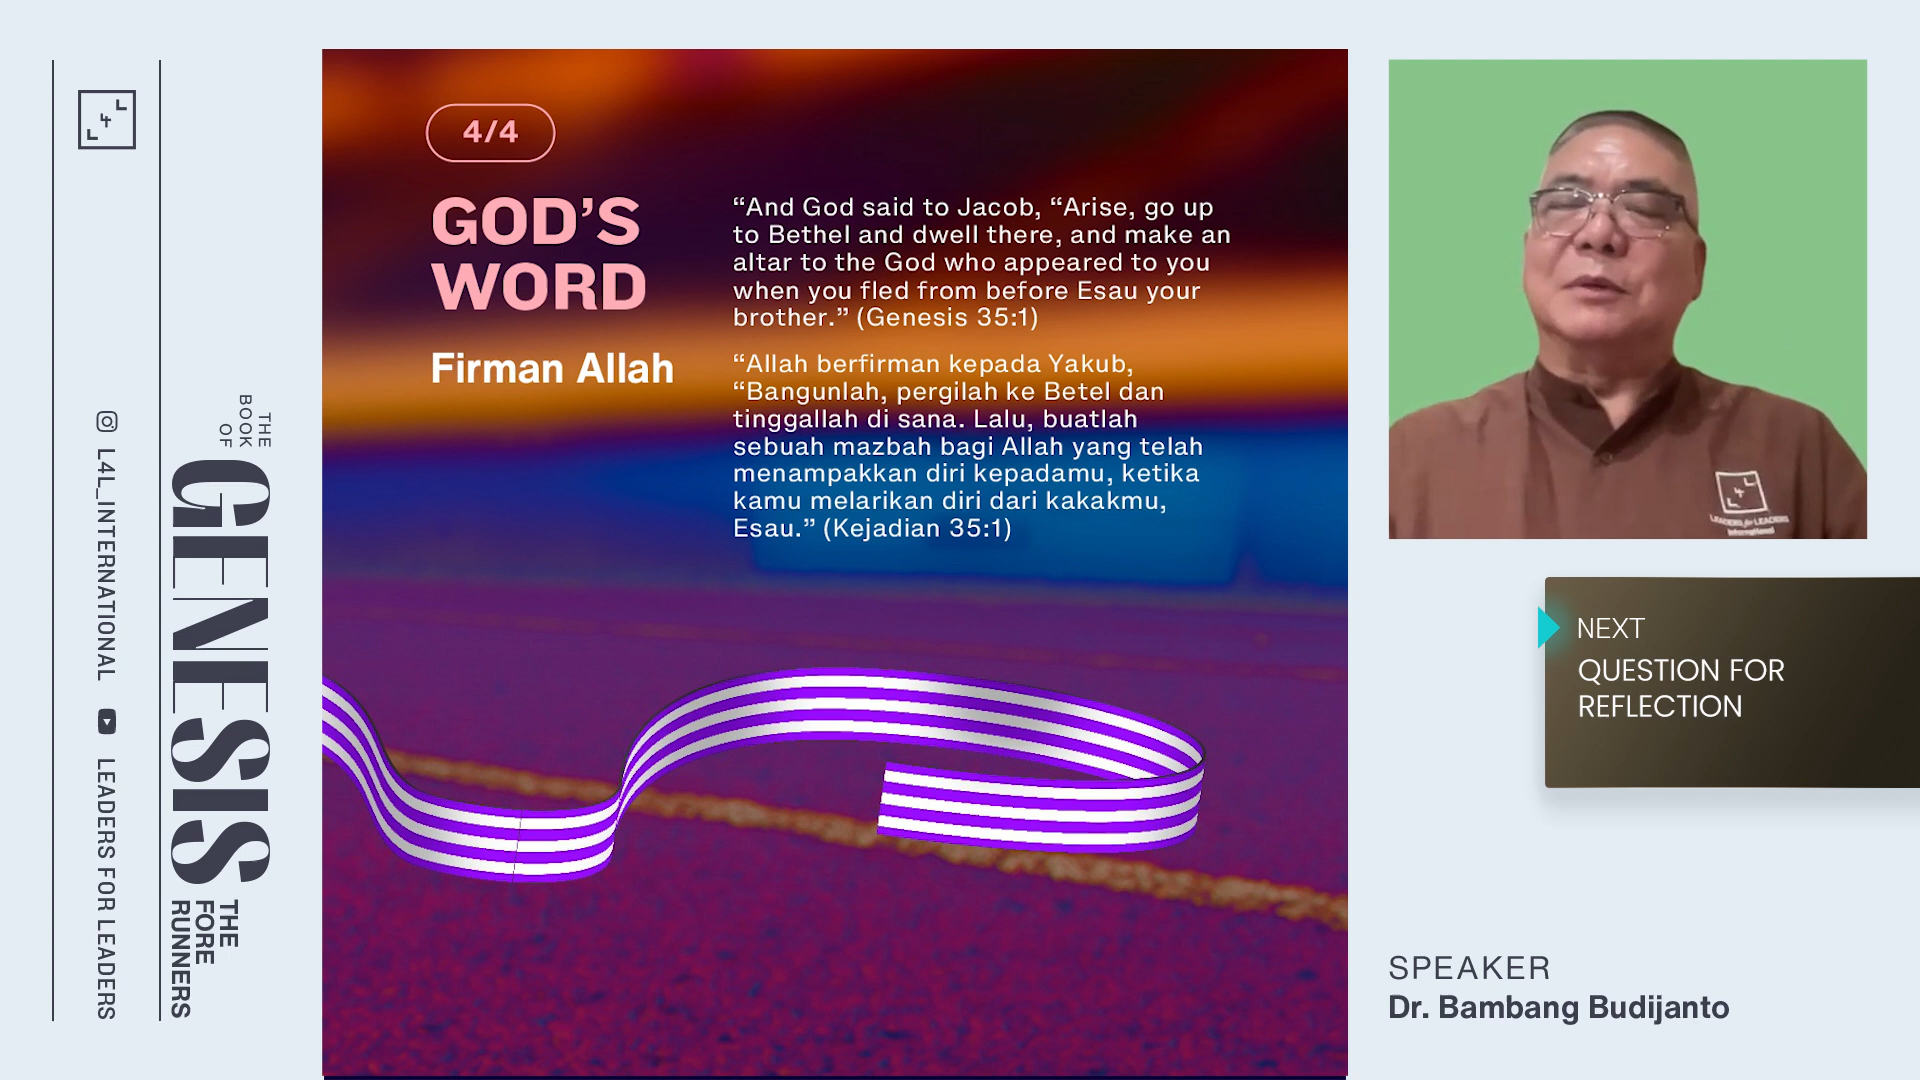 L4L_INTERNATIONAL
LEADERS FOR LEADERS
THE
BOOK
OF
GENESIS
THE
FORE
RUNNERS
4/4
GOD’S
WORD
Firman Allah
“And God said to Jacob, “Arise, go up
to Bethel and dwell there, and make an
altar to the God who appeared to you
when you fled from before Esau your
brother.” (Genesis 35:1)
“Allah berfirman kepada Yakub,
“Bangunlah, pergilah ke Betel dan
tinggallah di sana. Lalu, buatlah
sebuah mazbah bagi Allah yang telah
menampakkan diri kepadamu, ketika
kamu melarikan diri dari kakakmu,
Esau.” (Kejadian 35:1)
LEADERS for LEADERS
International
NEXT
QUESTION FOR
REFLECTION
SPEAKER
Dr. Bambang Budijanto